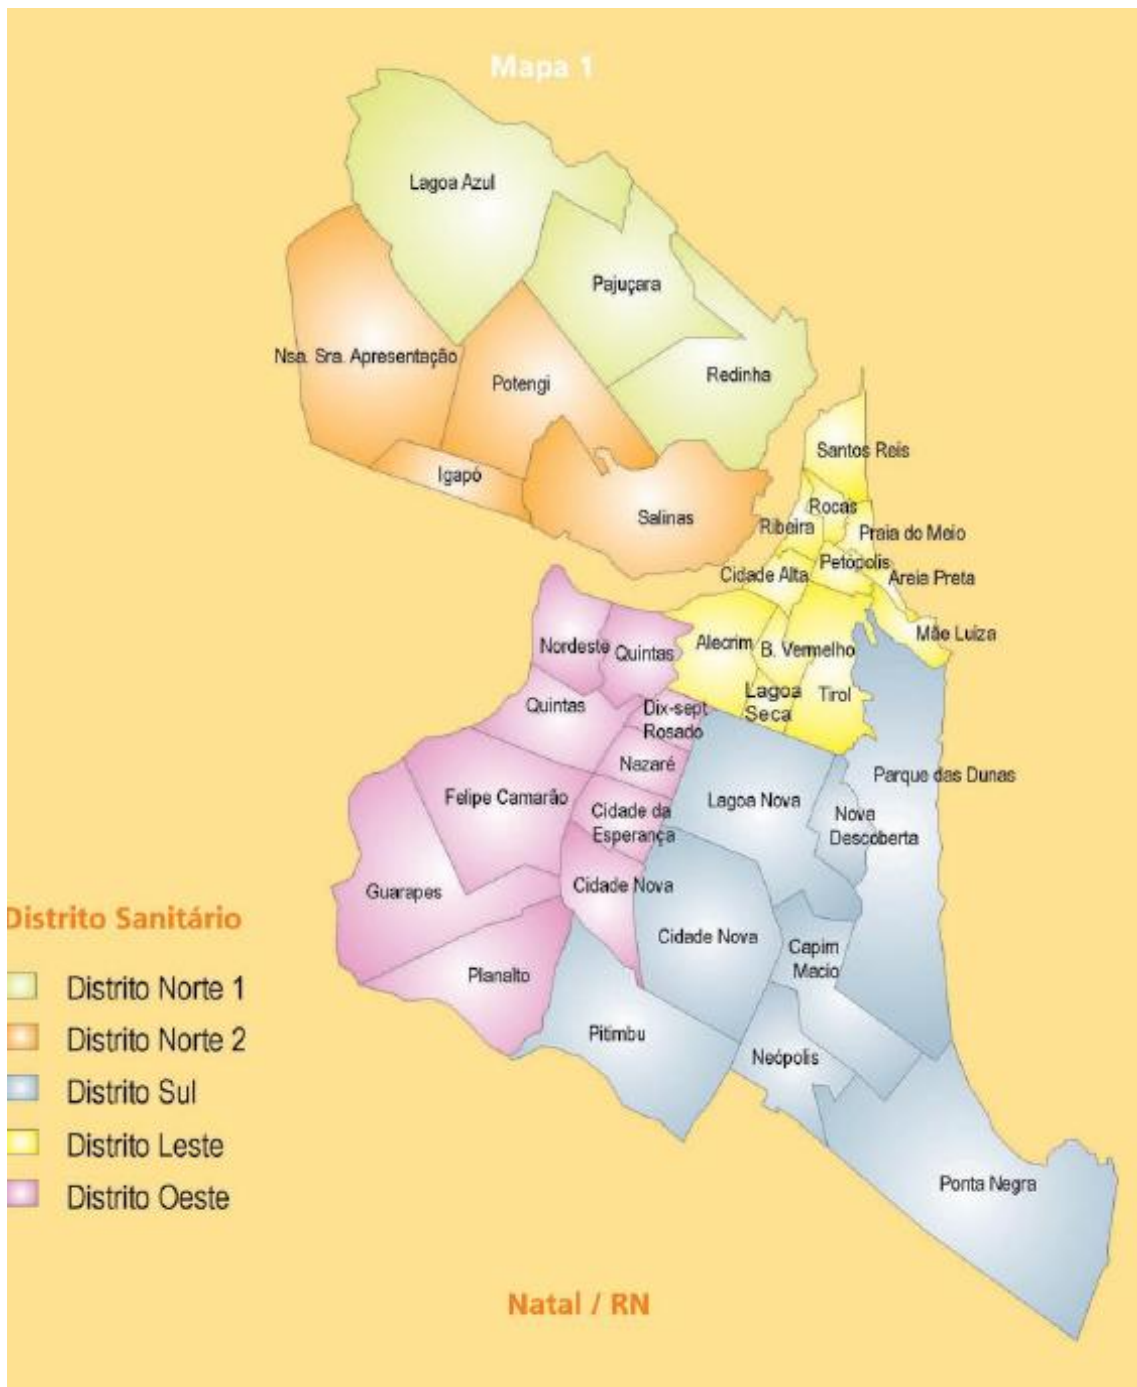 Mapa 1
Lagoa Azul
Pajuçara
Nsa. Sra. Apresentação
Potengi
Redinha
Igapó
Salinas
Santos Reis
Rocas
Ribeira
Praia do Meio
Petópolis
Cidade Alta
Areia Preta
Mãe Luíza
Alecrim
B. Vermelho
Nordeste
Quintas
Lagoa
Seca
Tirol
Quintas
Dix-sept
Rosado
Nazaré
Parque das Dunas
Felipe Camarão
Cidade da
Esperança
Lagoa Nova
Nova
Descoberta
Guarapes
Cidade Nova
Cidade Nova
Capim
Macio
Planalto
Pitimbu
Neópolis
Ponta Negra
Distrito Sanitário
Distrito Norte 1
Distrito Norte 2
Distrito Sul
Distrito Leste
Distrito Oeste
Natal / RN